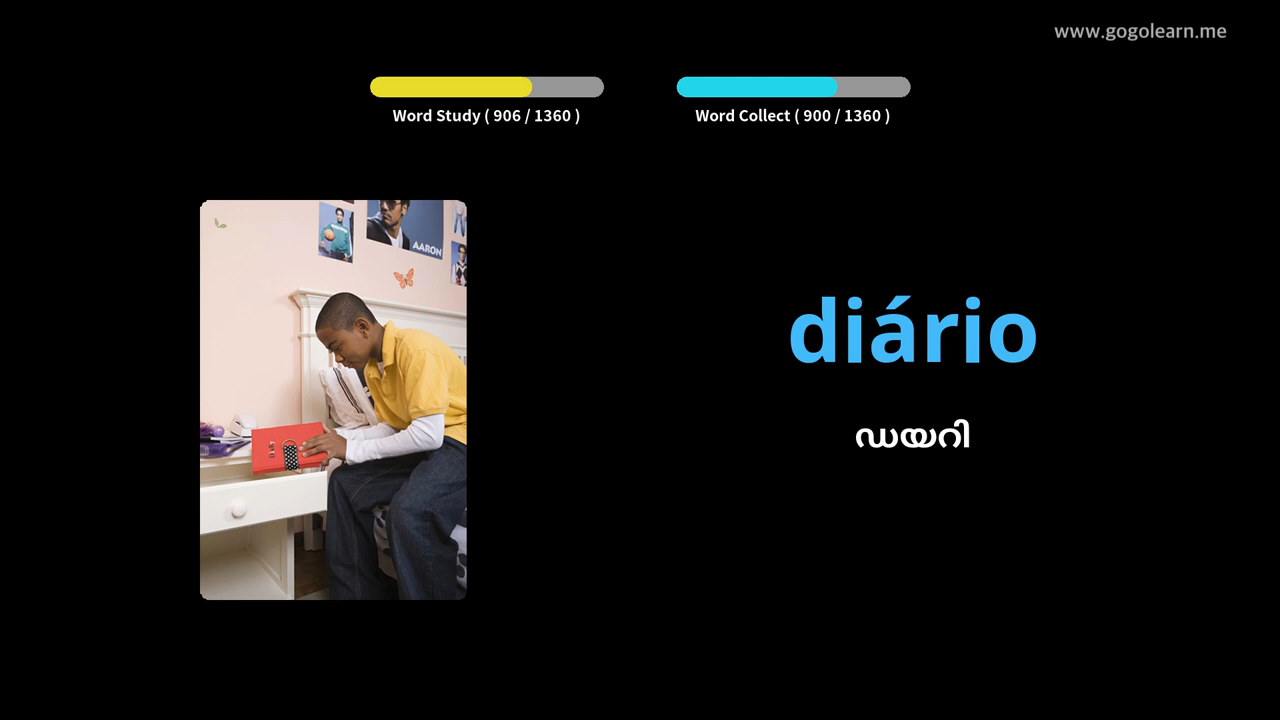 www.gogolearn.me
Word Study ( 906 / 1360 )
Word Collect ( 900 / 1360 )
AARON
diário
ഡയറി